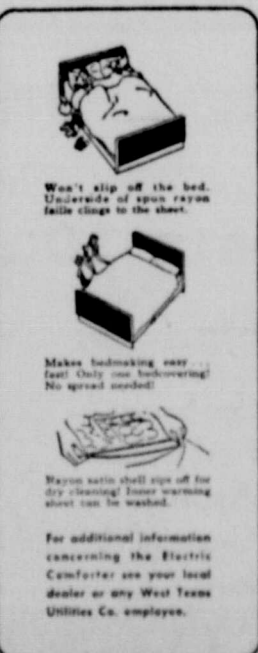 Won't slip off the bed.
Underside of spun rayon
faille clings to the sheet.
Makes bedmaking easy...
fast! Only one bedcovering!
No spread needed!
Rayon satin shell zips off for
dry cleaning! Inner warming
sheet can be washed.
For additional information
concerning the Electric
Comforter see your local
dealer or any West Texas
Utilities Co. employee.